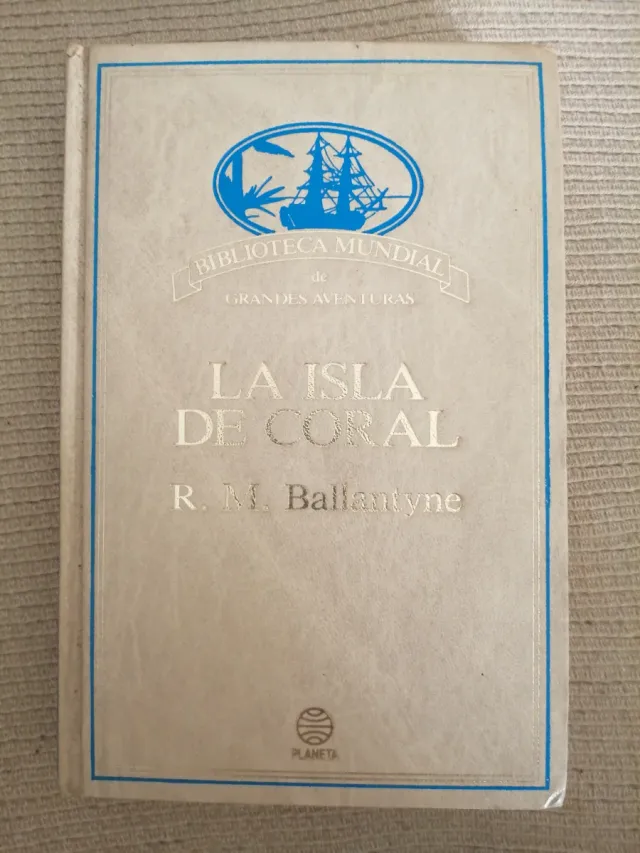 BIBLIOTECA MUNDIAL
de
GRANDES AVENTURAS
LA ISLA
DE CORAL
R. M. Ballantyne
PLANETA